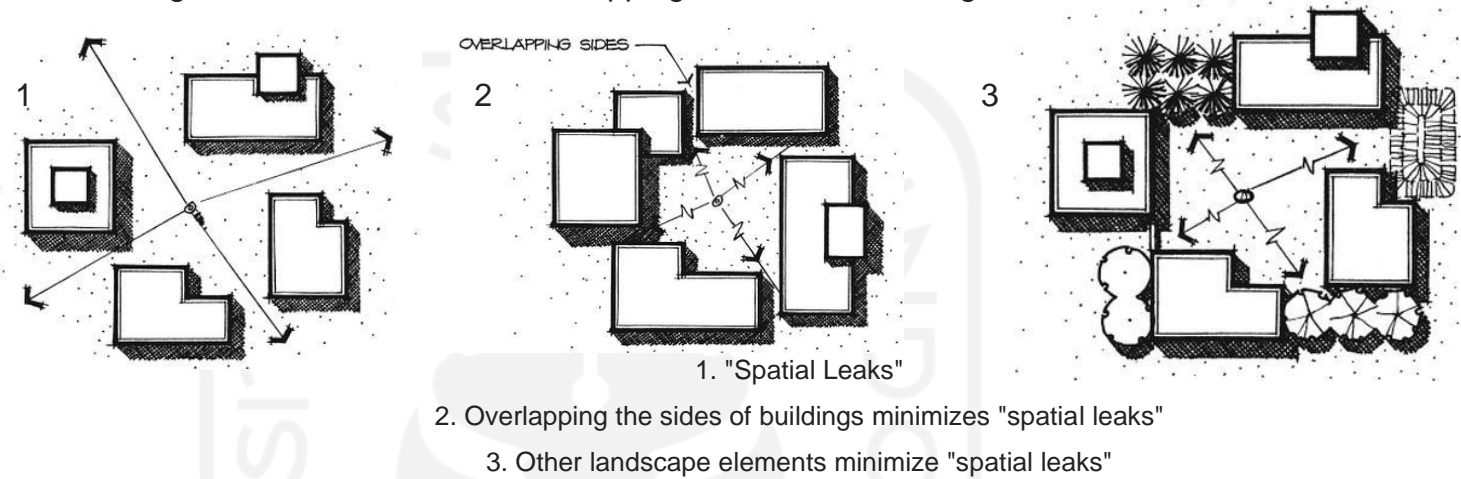 OVERLAPPING SIDES
1
2
3
1. "Spatial Leaks"
2. Overlapping the sides of buildings minimizes "spatial leaks"
3. Other landscape elements minimize "spatial leaks"